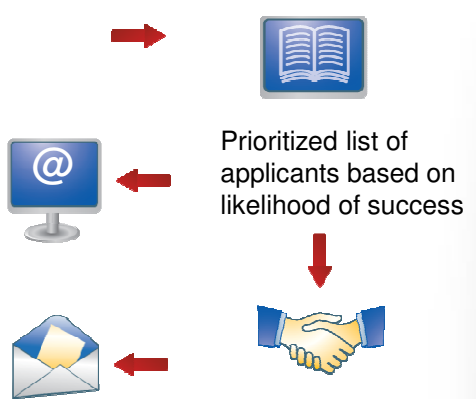 @
Prioritized list of
applicants based on
likelihood of success